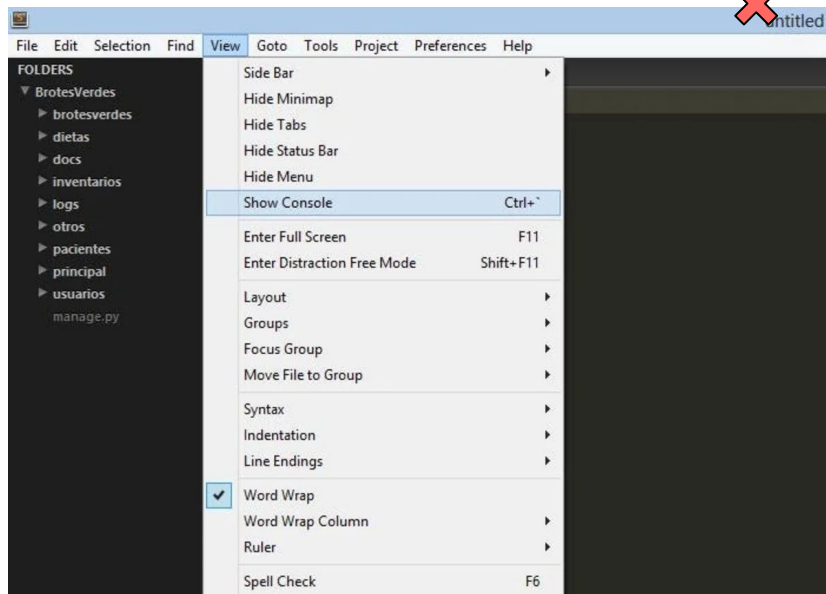 untitled
File Edit Selection Find View Goto Tools Project Preferences Help
FOLDERS
BrotesVerdes
brotesverdes
dietas
docs
inventarios
logs
otros
pacientes
principal
usuarios
manage.py
Side Bar
Hide Minimap
Hide Tabs
Hide Status Bar
Hide Menu
Show Console Ctrl+`
Enter Full Screen F11
Enter Distraction Free Mode Shift+F11
Layout
Groups
Focus Group
Move File to Group
Syntax
Indentation
Line Endings
Word Wrap
Word Wrap Column
Ruler
Spell Check F6